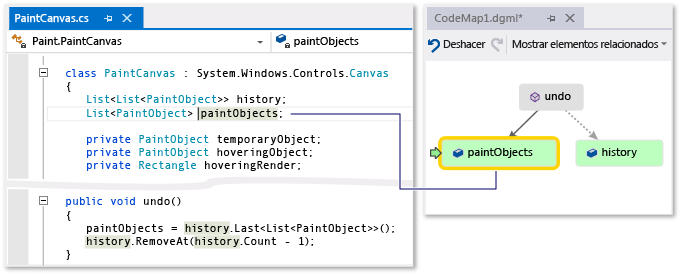 PaintCanvas.cs
Paint.PaintCanvas
paintObjects
class PaintCanvas : System.Windows.Controls.Canvas
{
List<List<PaintObject>> history;
List<PaintObject> paintObjects;
private PaintObject temporaryObject;
private PaintObject hoveringObject;
private Rectangle hoveringRender;
public void undo()
{
paintObjects = history.Last<List<PaintObject>>();
history.RemoveAt(history.Count - 1);
}
CodeMap1.dgml*
Deshacer
Mostrar elementos relacionados
undo
paintObjects
history